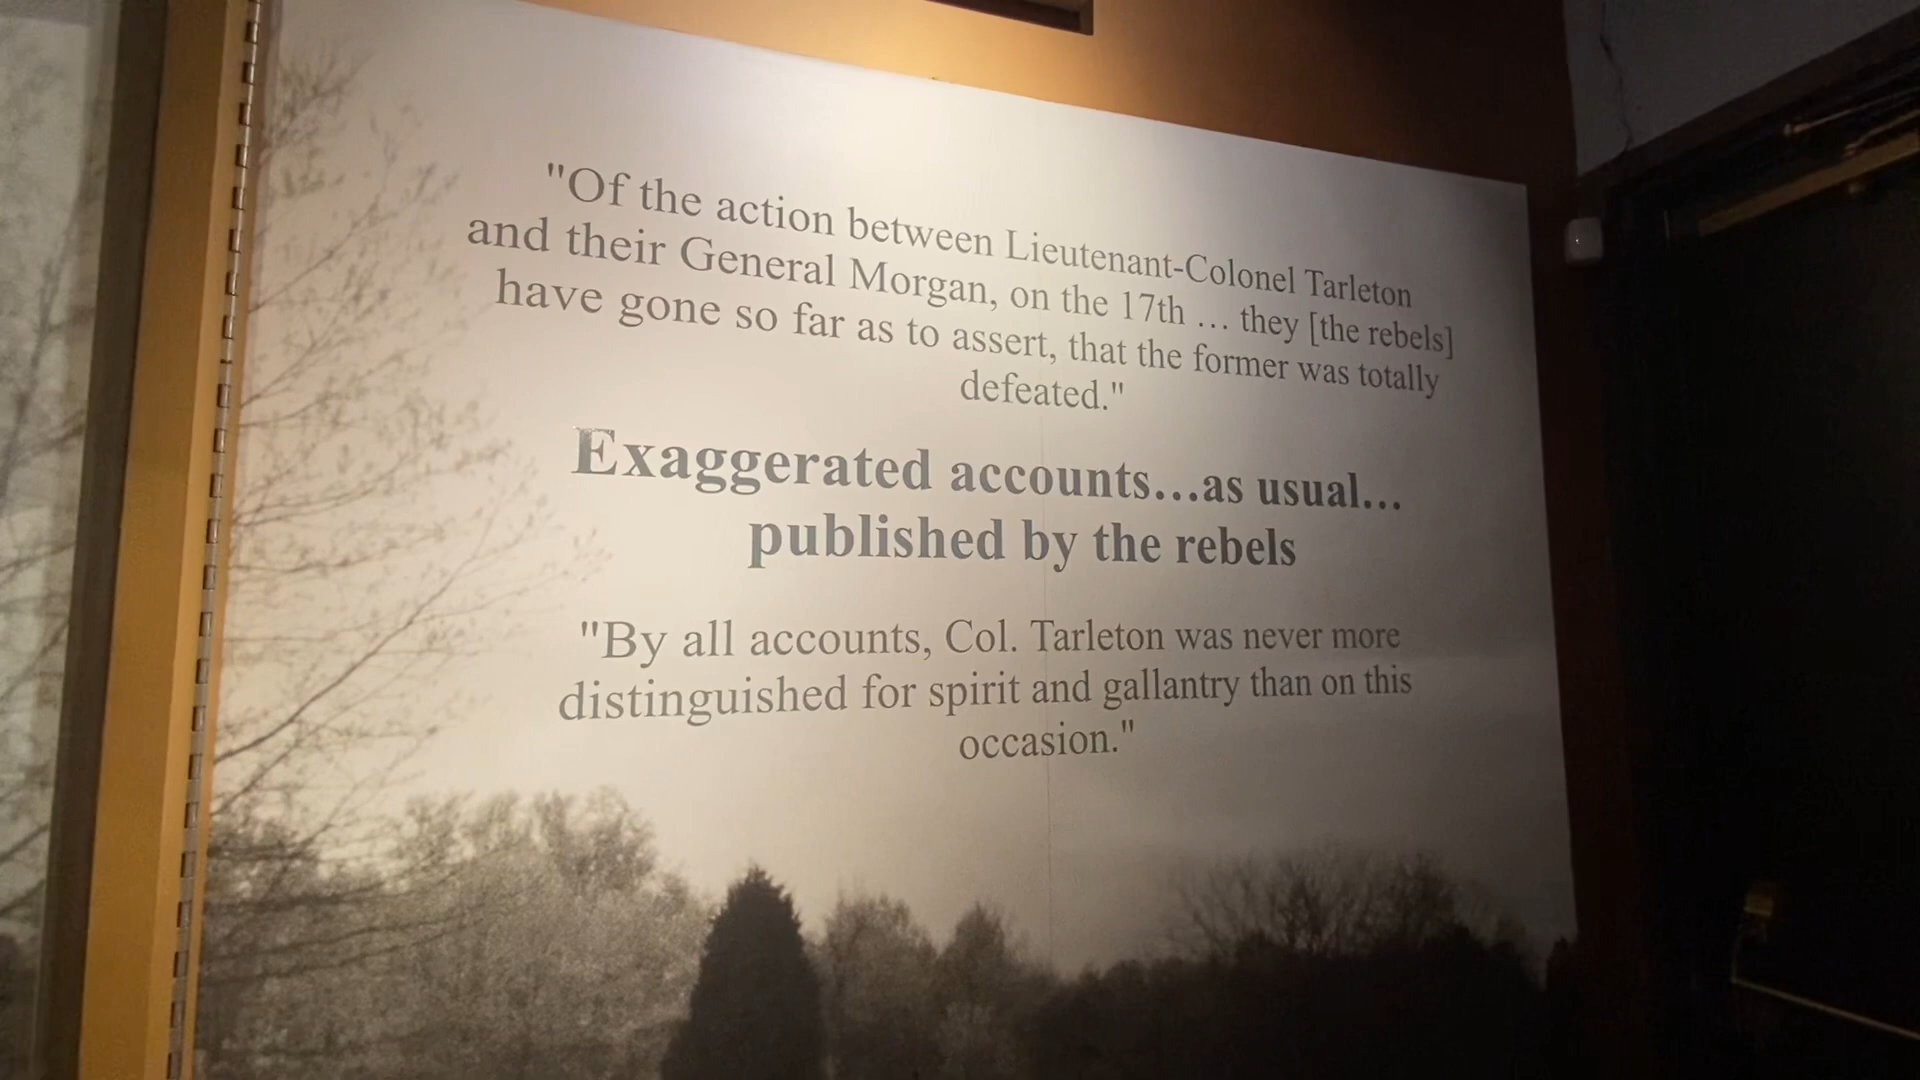 "Of the action between Lieutenant-Colonel Tarleton
and their General Morgan, on the 17th ... they [the rebels]
have gone so far as to assert, that the former was totally
defeated."
Exaggerated accounts...as usual...
published by the rebels
"By all accounts, Col. Tarleton was never more
distinguished for spirit and gallantry than on this
occasion."